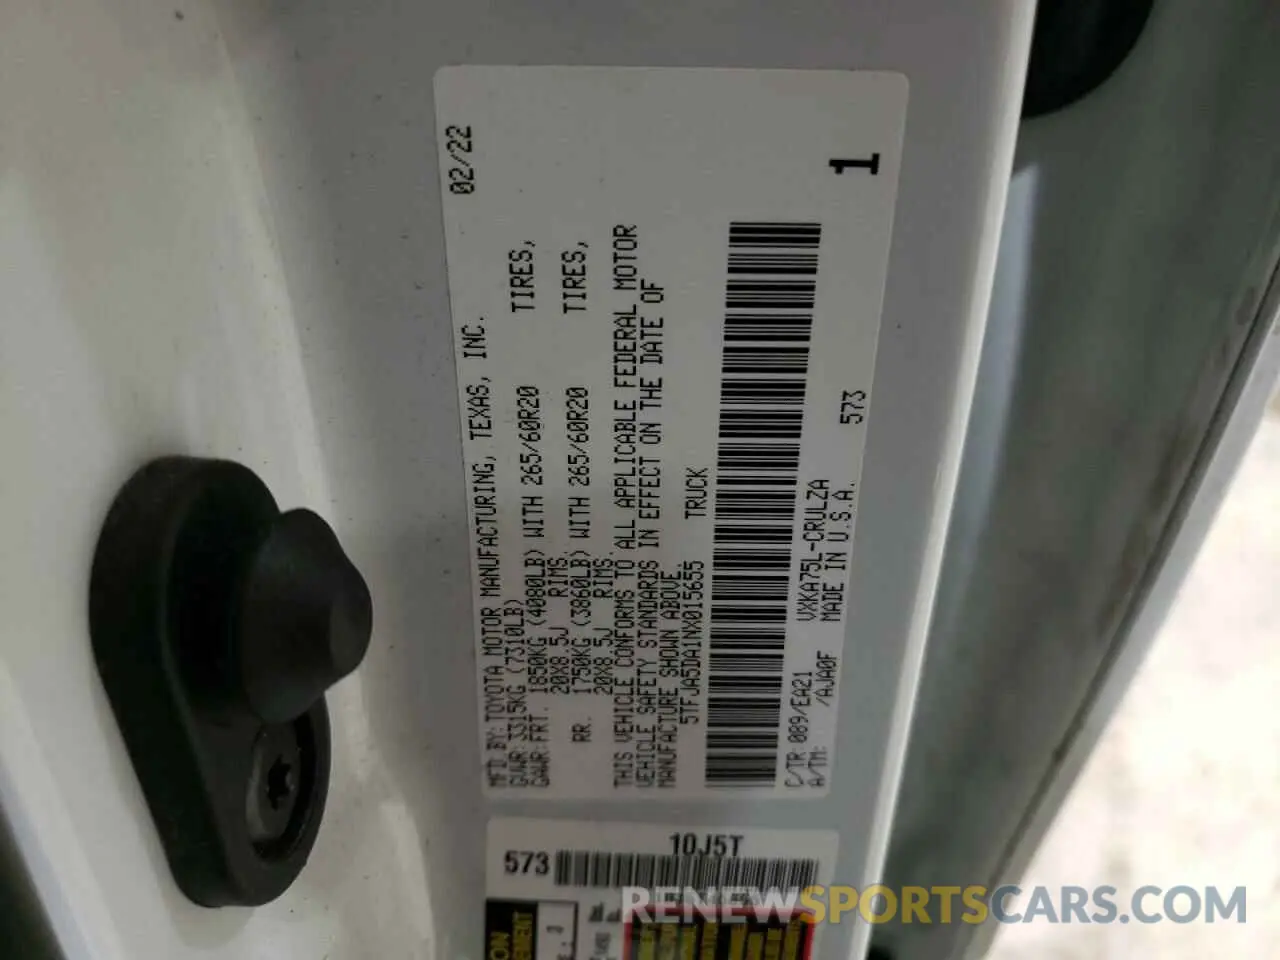 02/22
MFD BY: TOYOTA MOTOR MANUFACTURING, TEXAS, INC.
GVWR: 3315KG (7310LB)
GAWR: FRT. 1850KG (4080LB) WITH 265/60R20 TIRES,
20X8.5J RIMS,
RR. 1750KG (3860LB) WITH 265/60R20 TIRES,
20X8.5J RIMS,
THIS VEHICLE CONFORMS TO ALL APPLICABLE FEDERAL MOTOR
VEHICLE SAFETY STANDARDS IN EFFECT ON THE DATE OF
MANUFACTURE SHOWN ABOVE.
5TFJA5DA1NX015655 TRUCK
C/TR: 089/EA21 VXKA75L-CRULZA 573
A/TM: /AJA0F MADE IN U.S.A.
1
10J5T
573
RENEWSPORTSCARS.COM